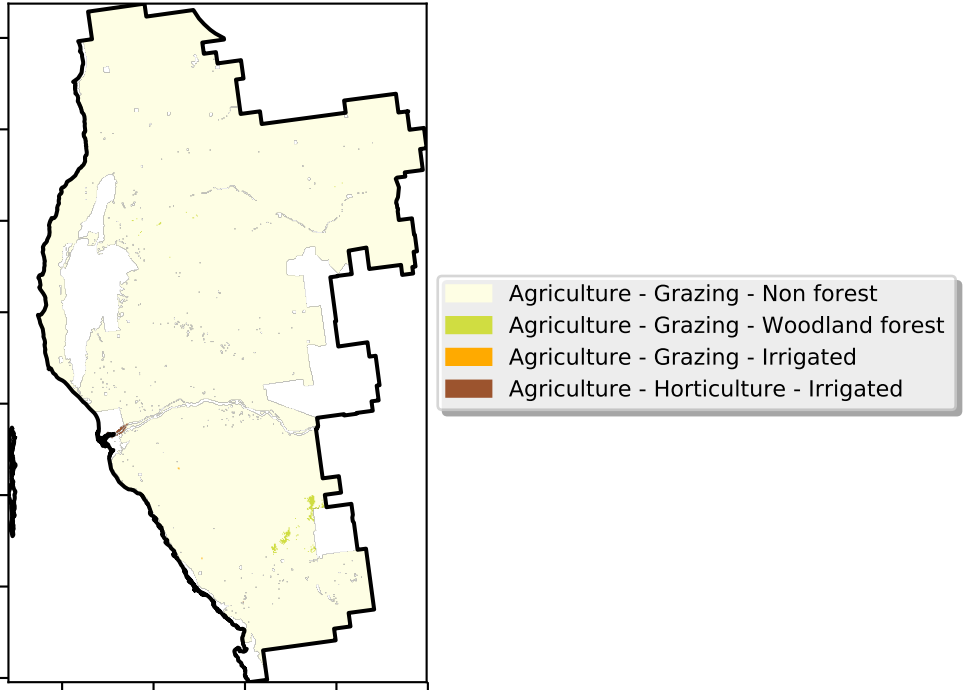 Agriculture - Grazing - Non forest
Agriculture - Grazing - Woodland forest
Agriculture - Grazing - Irrigated
Agriculture - Horticulture - Irrigated